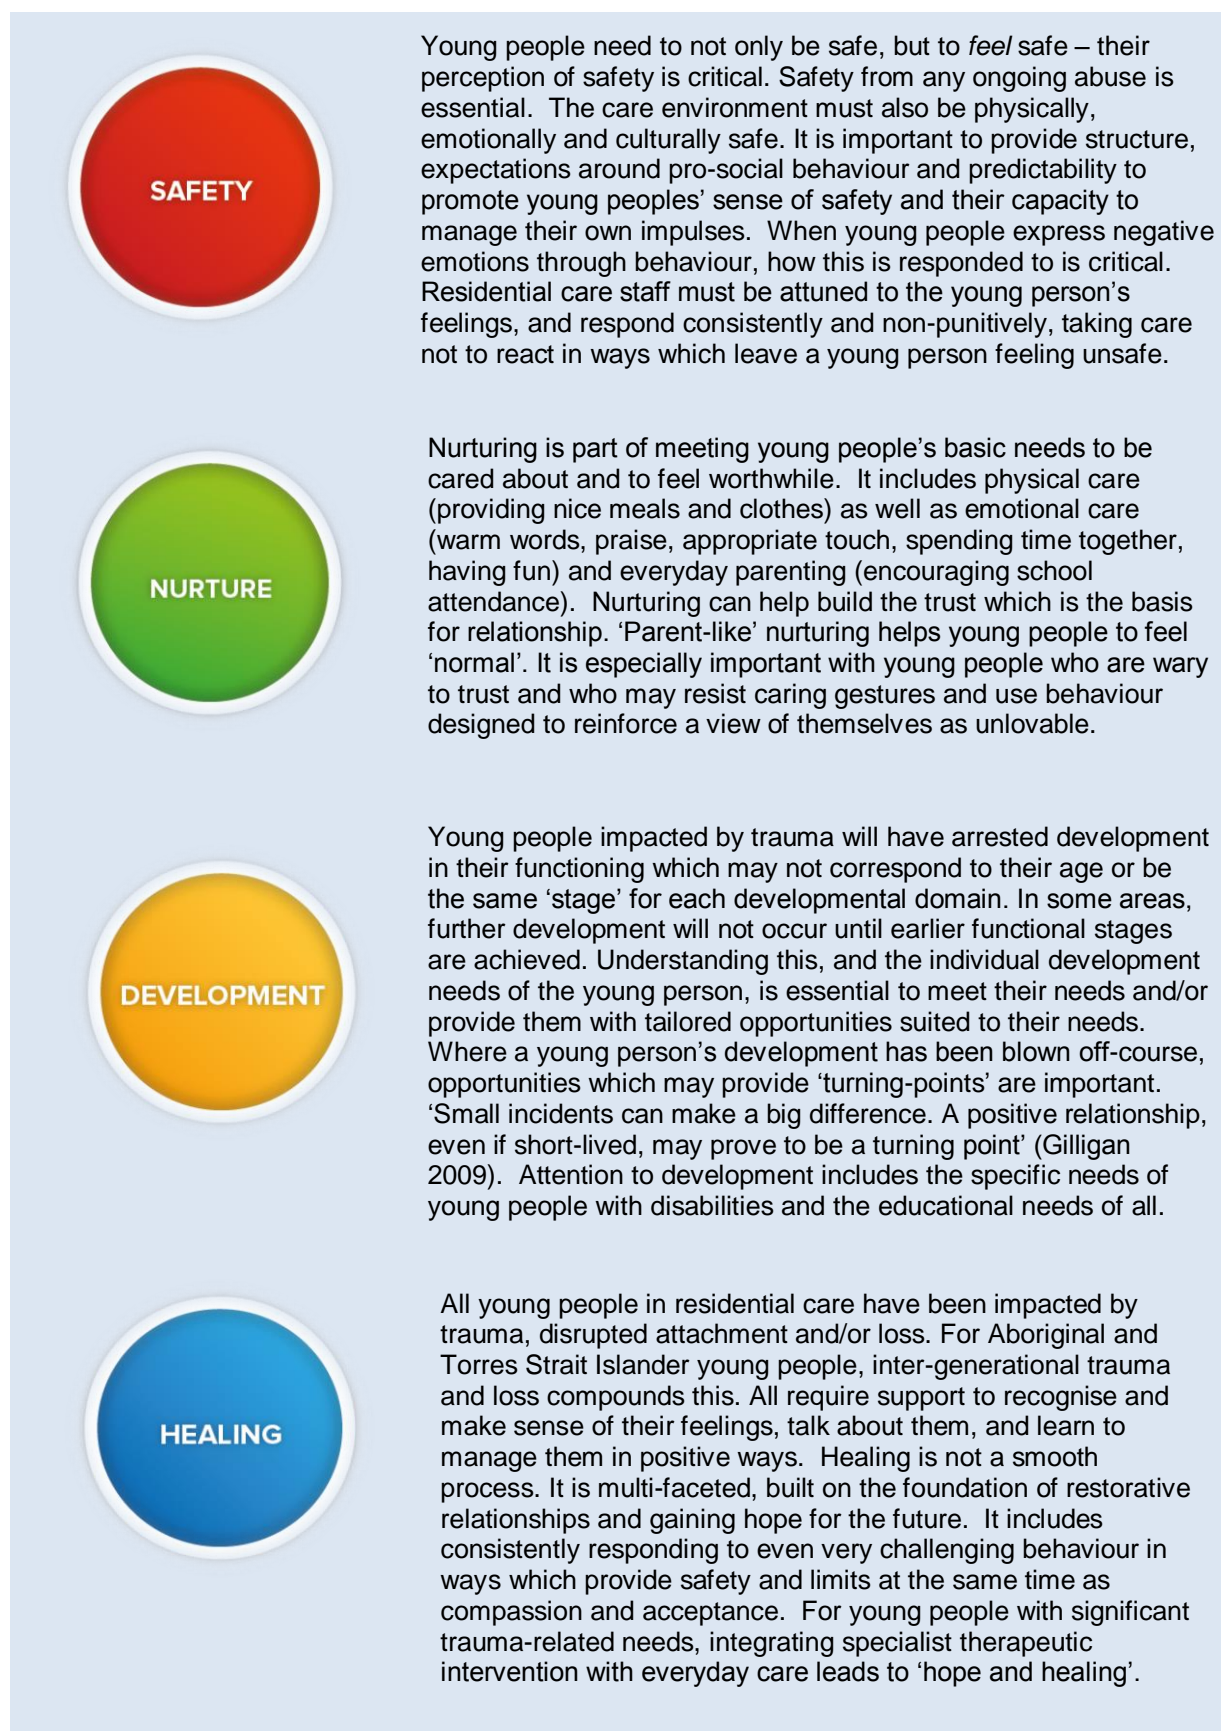 SAFETY
Young people need to not only be safe, but to feel safe – their
perception of safety is critical. Safety from any ongoing abuse is
essential.  The care environment must also be physically,
emotionally and culturally safe. It is important to provide structure,
expectations around pro-social behaviour and predictability to
promote young peoples’ sense of safety and their capacity to
manage their own impulses.  When young people express negative
emotions through behaviour, how this is responded to is critical.
Residential care staff must be attuned to the young person’s
feelings, and respond consistently and non-punitively, taking care
not to react in ways which leave a young person feeling unsafe.
NURTURE
Nurturing is part of meeting young people’s basic needs to be
cared about and to feel worthwhile.  It includes physical care
(providing nice meals and clothes) as well as emotional care
(warm words, praise, appropriate touch, spending time together,
having fun) and everyday parenting (encouraging school
attendance).  Nurturing can help build the trust which is the basis
for relationship. ‘Parent-like’ nurturing helps young people to feel
‘normal’. It is especially important with young people who are wary
to trust and who may resist caring gestures and use behaviour
designed to reinforce a view of themselves as unlovable.
DEVELOPMENT
Young people impacted by trauma will have arrested development
in their functioning which may not correspond to their age or be
the same ‘stage’ for each developmental domain. In some areas,
further development will not occur until earlier functional stages
are achieved. Understanding this, and the individual development
needs of the young person, is essential to meet their needs and/or
provide them with tailored opportunities suited to their needs.
Where a young person’s development has been blown off-course,
opportunities which may provide ‘turning-points’ are important.
‘Small incidents can make a big difference. A positive relationship,
even if short-lived, may prove to be a turning point’ (Gilligan
2009).  Attention to development includes the specific needs of
young people with disabilities and the educational needs of all.
HEALING
All young people in residential care have been impacted by
trauma, disrupted attachment and/or loss. For Aboriginal and
Torres Strait Islander young people, inter-generational trauma
and loss compounds this. All require support to recognise and
make sense of their feelings, talk about them, and learn to
manage them in positive ways.  Healing is not a smooth
process. It is multi-faceted, built on the foundation of restorative
relationships and gaining hope for the future.  It includes
consistently responding to even very challenging behaviour in
ways which provide safety and limits at the same time as
compassion and acceptance.  For young people with significant
trauma-related needs, integrating specialist therapeutic
intervention with everyday care leads to ‘hope and healing’.